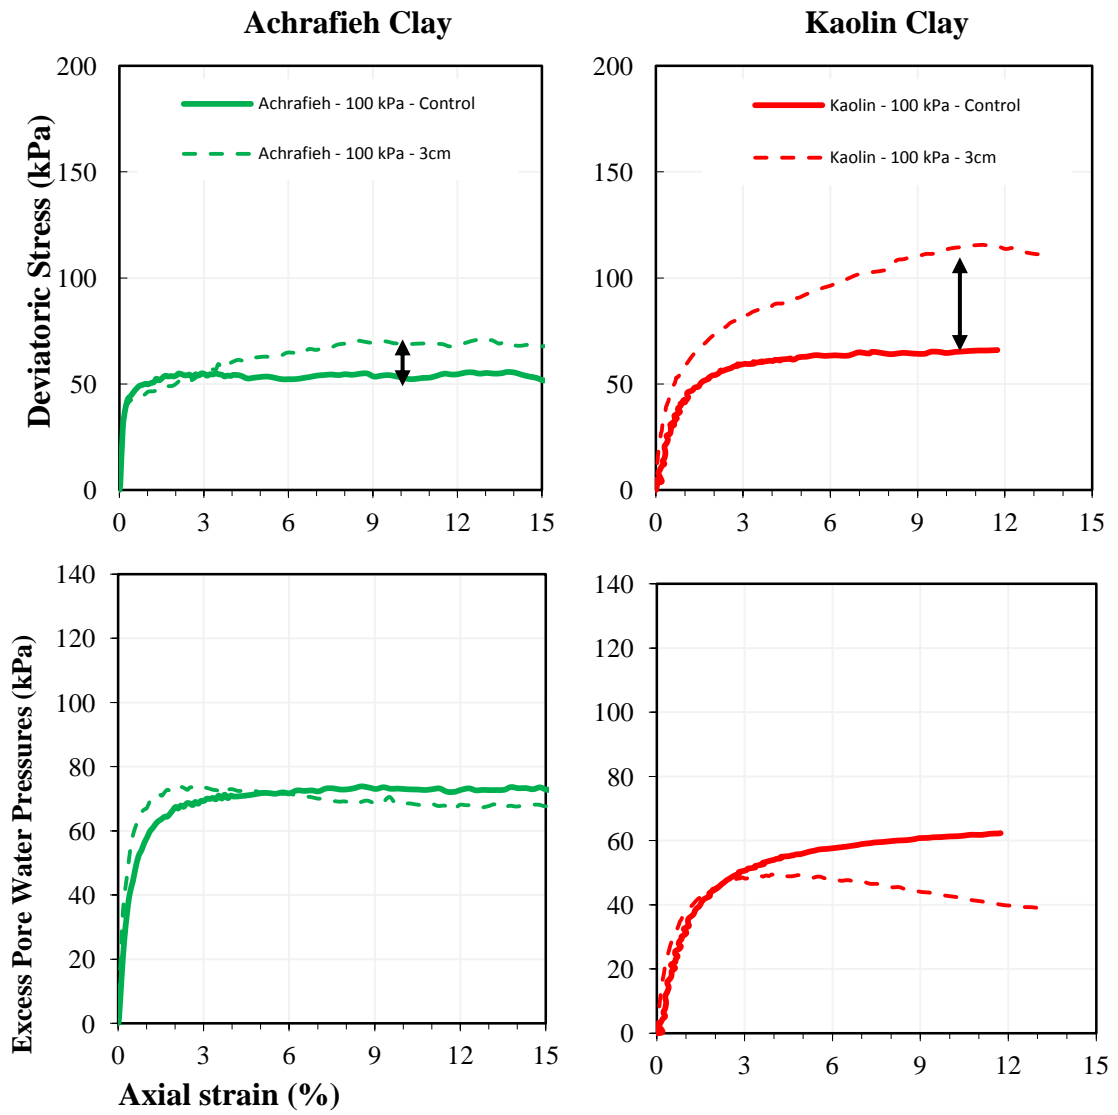 Achrafieh Clay
Kaolin Clay
Deviatoric Stress (kPa)
200
150
100
50
0
Achrafieh - 100 kPa - Control
Achrafieh - 100 kPa - 3cm
0 3 6 9 12 15
200
150
100
50
0
Kaolin - 100 kPa - Control
Kaolin - 100 kPa - 3cm
0 3 6 9 12 15
Excess Pore Water Pressures (kPa)
140
120
100
80
60
40
20
0
0 3 6 9 12 15
140
120
100
80
60
40
20
0
0 3 6 9 12 15
Axial strain (%)